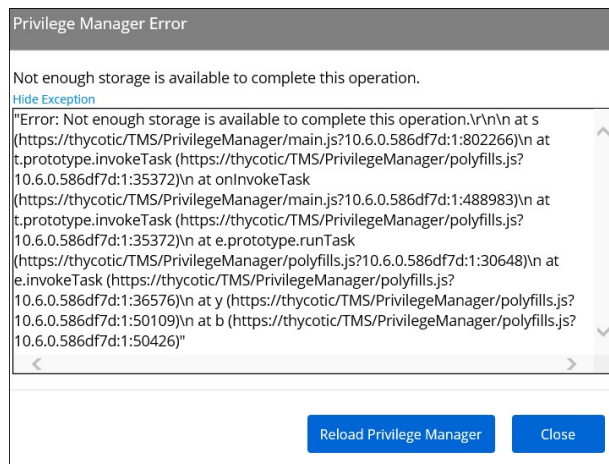 Privilege Manager Error
Not enough storage is available to complete this operation.
Hide Exception
"Error: Not enough storage is available to complete this operation.\r\n\n at s
(https://thycotic/TMS/PrivilegeManager/main.js?10.6.0.586df7d:1:802266)\n at
t.prototype.invokeTask (https://thycotic/TMS/PrivilegeManager/polyfills.js?
10.6.0.586df7d:1:35372)\n at onInvokeTask
(https://thycotic/TMS/PrivilegeManager/main.js?10.6.0.586df7d:1:488983)\n at
t.prototype.invokeTask (https://thycotic/TMS/PrivilegeManager/polyfills.js?
10.6.0.586df7d:1:35372)\n at e.prototype.runTask
(https://thycotic/TMS/PrivilegeManager/polyfills.js?10.6.0.586df7d:1:30648)\n at
e.invokeTask (https://thycotic/TMS/PrivilegeManager/polyfills.js?
10.6.0.586df7d:1:36576)\n at y (https://thycotic/TMS/PrivilegeManager/polyfills.js?
10.6.0.586df7d:1:50109)\n at b (https://thycotic/TMS/PrivilegeManager/polyfills.js?
10.6.0.586df7d:1:50426)"
Reload Privilege Manager
Close